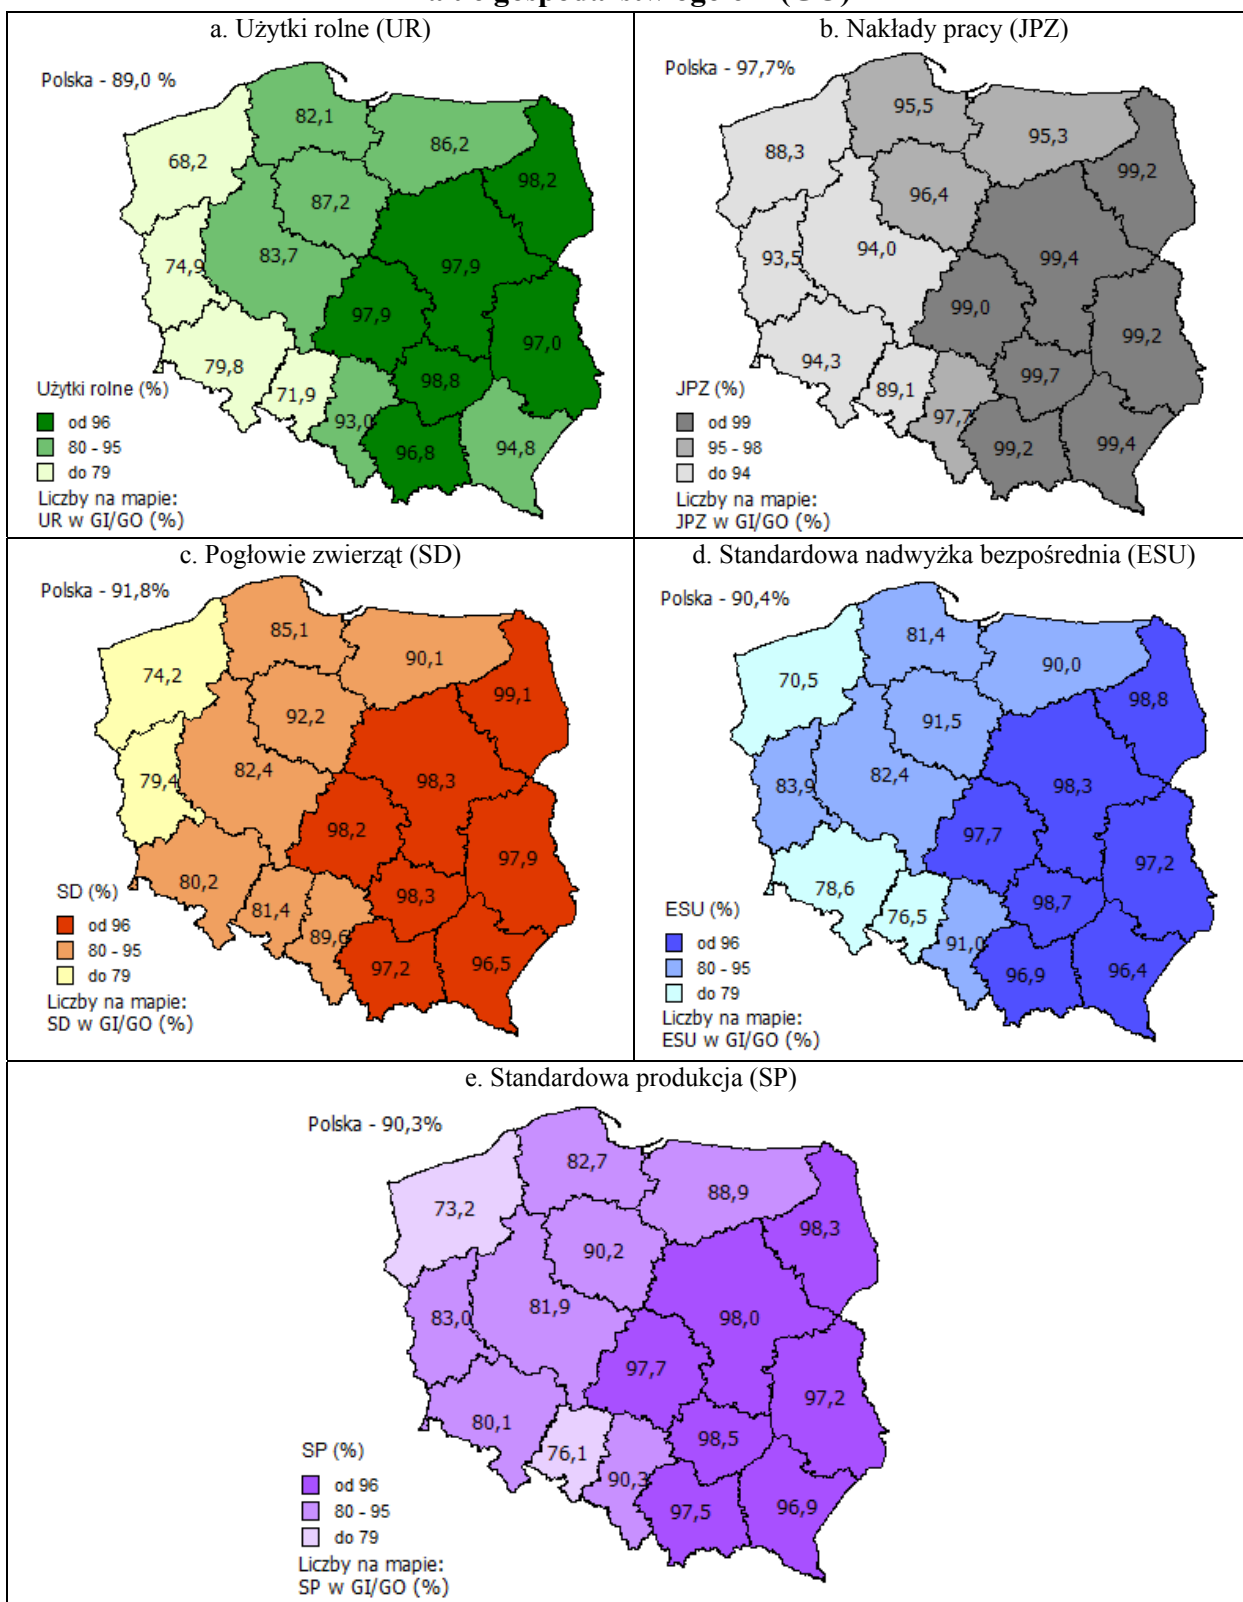 a. Użytki rolne (UR)
Polska - 89,0 %
82,1
86,2
68,2
98,2
87,2
83,7
74,9
97,9
97,9
97,0
79,8
98,8
71,9
93,0
94,8
96,8
Użytki rolne (%)
od 96
80 - 95
do 79
Liczby na mapie:
UR w GI/GO (%)
b. Nakłady pracy (JPZ)
Polska - 97,7%
95,5
95,3
88,3
99,2
96,4
94,0
93,5
99,4
99,0
99,2
94,3
99,7
89,1
97,7
99,4
99,2
JPZ (%)
od 99
95 - 98
do 94
Liczby na mapie:
JPZ w GI/GO (%)
c. Pogłowie zwierząt (SD)
Polska - 91,8%
85,1
90,1
74,2
99,1
92,2
82,4
79,4
98,3
98,2
97,9
80,2
98,3
81,4
89,6
96,5
97,2
SD (%)
od 96
80 - 95
do 79
Liczby na mapie:
SD w GI/GO (%)
d. Standardowa nadwyżka bezpośrednia (ESU)
Polska - 90,4%
81,4
90,0
70,5
98,8
91,5
82,4
83,9
98,3
97,7
97,2
78,6
98,7
76,5
91,0
96,4
96,9
ESU (%)
od 96
80 - 95
do 79
Liczby na mapie:
ESU w GI/GO (%)
e. Standardowa produkcja (SP)
Polska - 90,3%
82,7
88,9
73,2
98,3
90,2
81,9
83,0
98,0
97,7
97,2
80,1
98,5
76,1
90,3
96,9
97,5
SP (%)
od 96
80 - 95
do 79
Liczby na mapie:
SP w GI/GO (%)